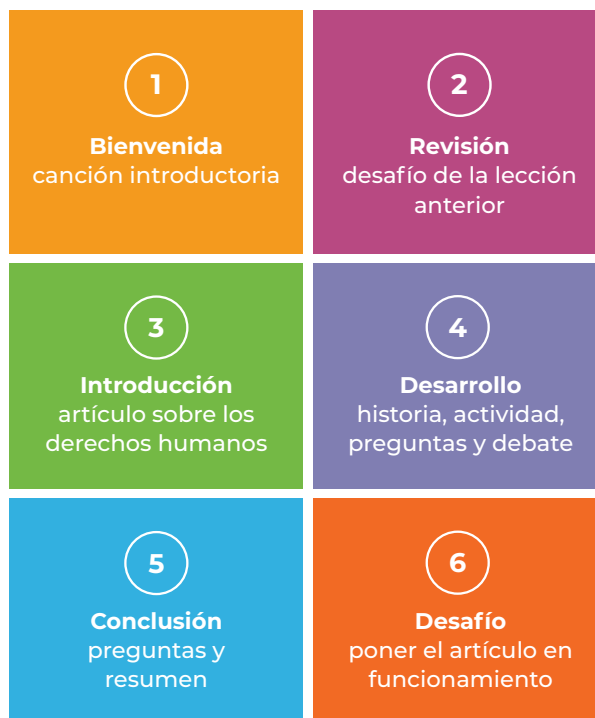 1
Bienvenida
canción introductoria
2
Revisión
desafío de la lección
anterior
3
Introducción
artículo sobre los
derechos humanos
4
Desarrollo
historia, actividad,
preguntas y debate
5
Conclusión
preguntas y
resumen
6
Desafío
poner el artículo en
funcionamiento